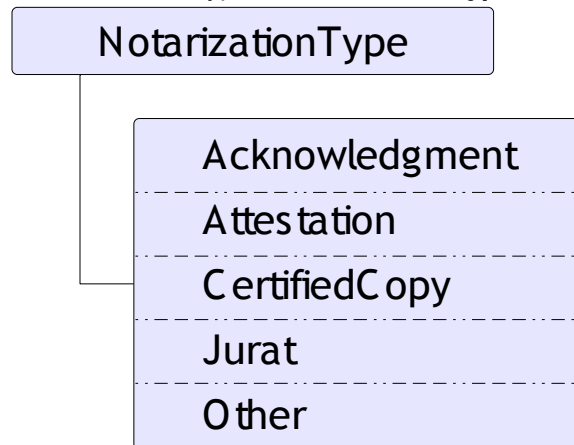 NotarizationType
Acknowledgment
Attestation
CertifiedCopy
Jurat
Other